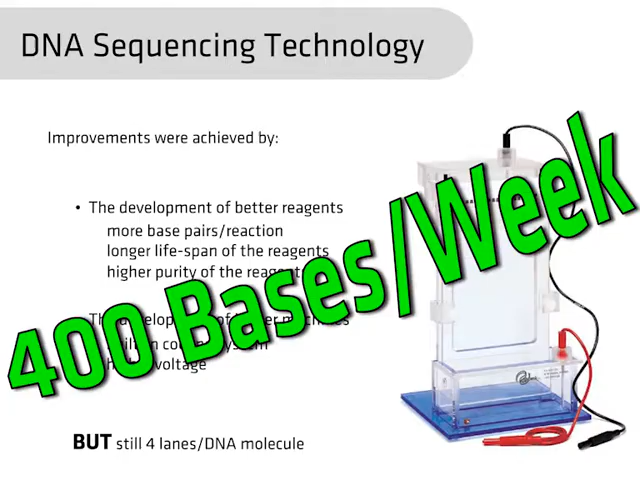 DNA Sequencing Technology
Improvements were achieved by:
• The development of better reagents
more base pairs/reaction
longer life-span of the reagents
higher purity of the reagents
400 Bases/Week
system
voltage
BUT still 4 lanes/DNA molecule